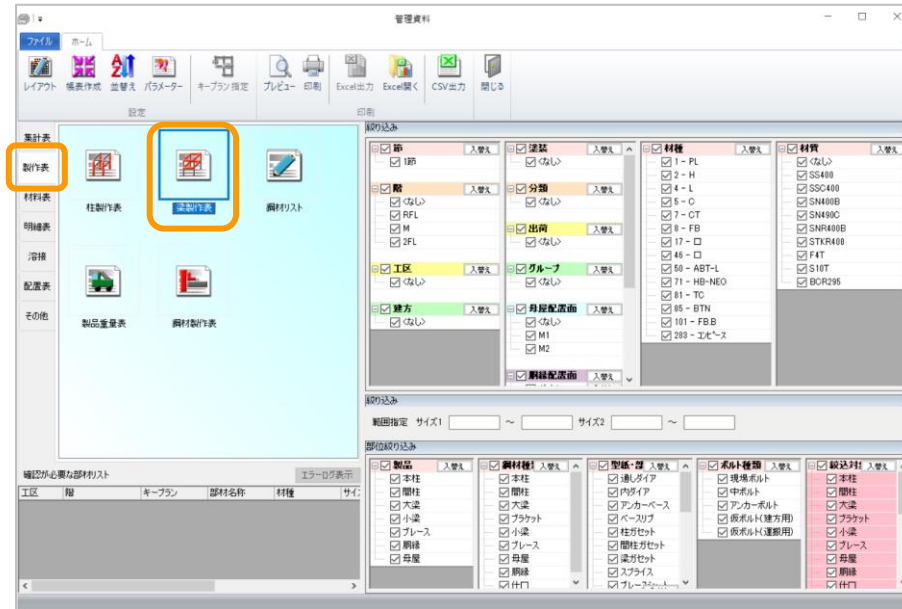 管理資料
ファイル ホーム
レイアウト 帳表作成 並替え パラメーター キープラン指定 プレビュー 印刷 Excel出力 Excel開く CSV出力 閉じる
設定 印刷
集計表
製作表
材料表
明細表
溶接
配置表
その他
柱製作表 梁製作表 鋼材リスト
製品重量表 鋼材製作表
確認が必要な部材リスト エラーログ表示
工区 階 キープラン 部材名称 材種 サイ
絞り込み
節 入替え
1節
階 入替え
<なし>
RFL
M
2FL
工区 入替え
<なし>
建方 入替え
<なし>
塗装 入替え
<なし>
分類 入替え
<なし>
出荷 入替え
<なし>
グループ 入替え
<なし>
母屋配置面 入替え
<なし>
M1
M2
胴縁配置面 入替え
材種 入替え
1 - PL
2 - H
4 - L
5 - C
7 - CT
8 - FB
17 - □
46 - □
50 - ABT-L
71 - HB-NEO
81 - TC
85 - BTN
101 - FB.B
203 - エレピース
材質 入替え
<なし>
SS400
SSC400
SN400B
SN490C
SNR400B
STKR400
F4T
S10T
BCR295
絞り込み
範囲指定 サイズ1 ～ サイズ2 ～
部位絞り込み
製品 入替え
本柱
間柱
大梁
小梁
ブレース
胴縁
母屋
鋼材種 入替え
本柱
間柱
大梁
ブラケット
小梁
ブレース
母屋
胴縁
仕口
型紙・部 入替え
通しダイア
内ダイア
アンカーベース
ベースリブ
柱ガセット
間柱ガセット
梁ガセット
スプライス
ボルト種類 入替え
現場ボルト
中ボルト
アンカーボルト
仮ボルト(建方用)
仮ボルト(運搬用)
絞込対 入替え
本柱
間柱
大梁
ブラケット
小梁
ブレース
母屋
胴縁
仕口